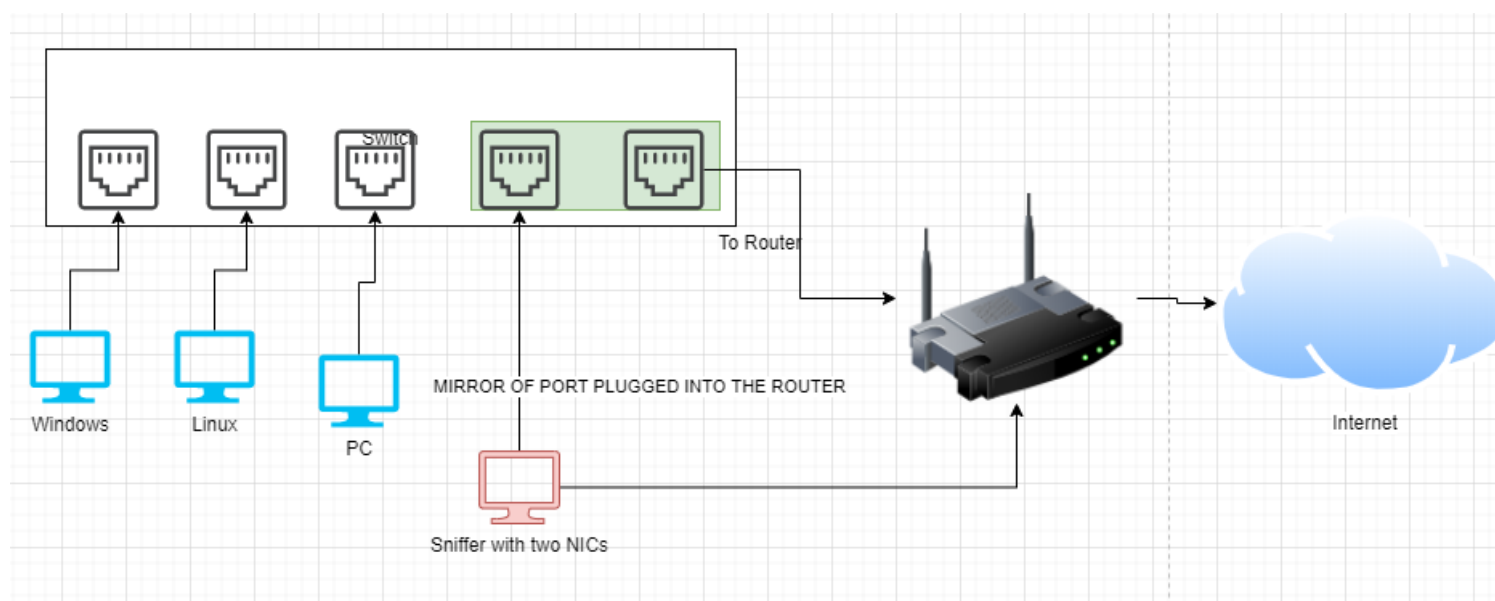 Switch
To Router
MIRROR OF PORT PLUGGED INTO THE ROUTER
Windows
Linux
PC
Internet
Sniffer with two NICs